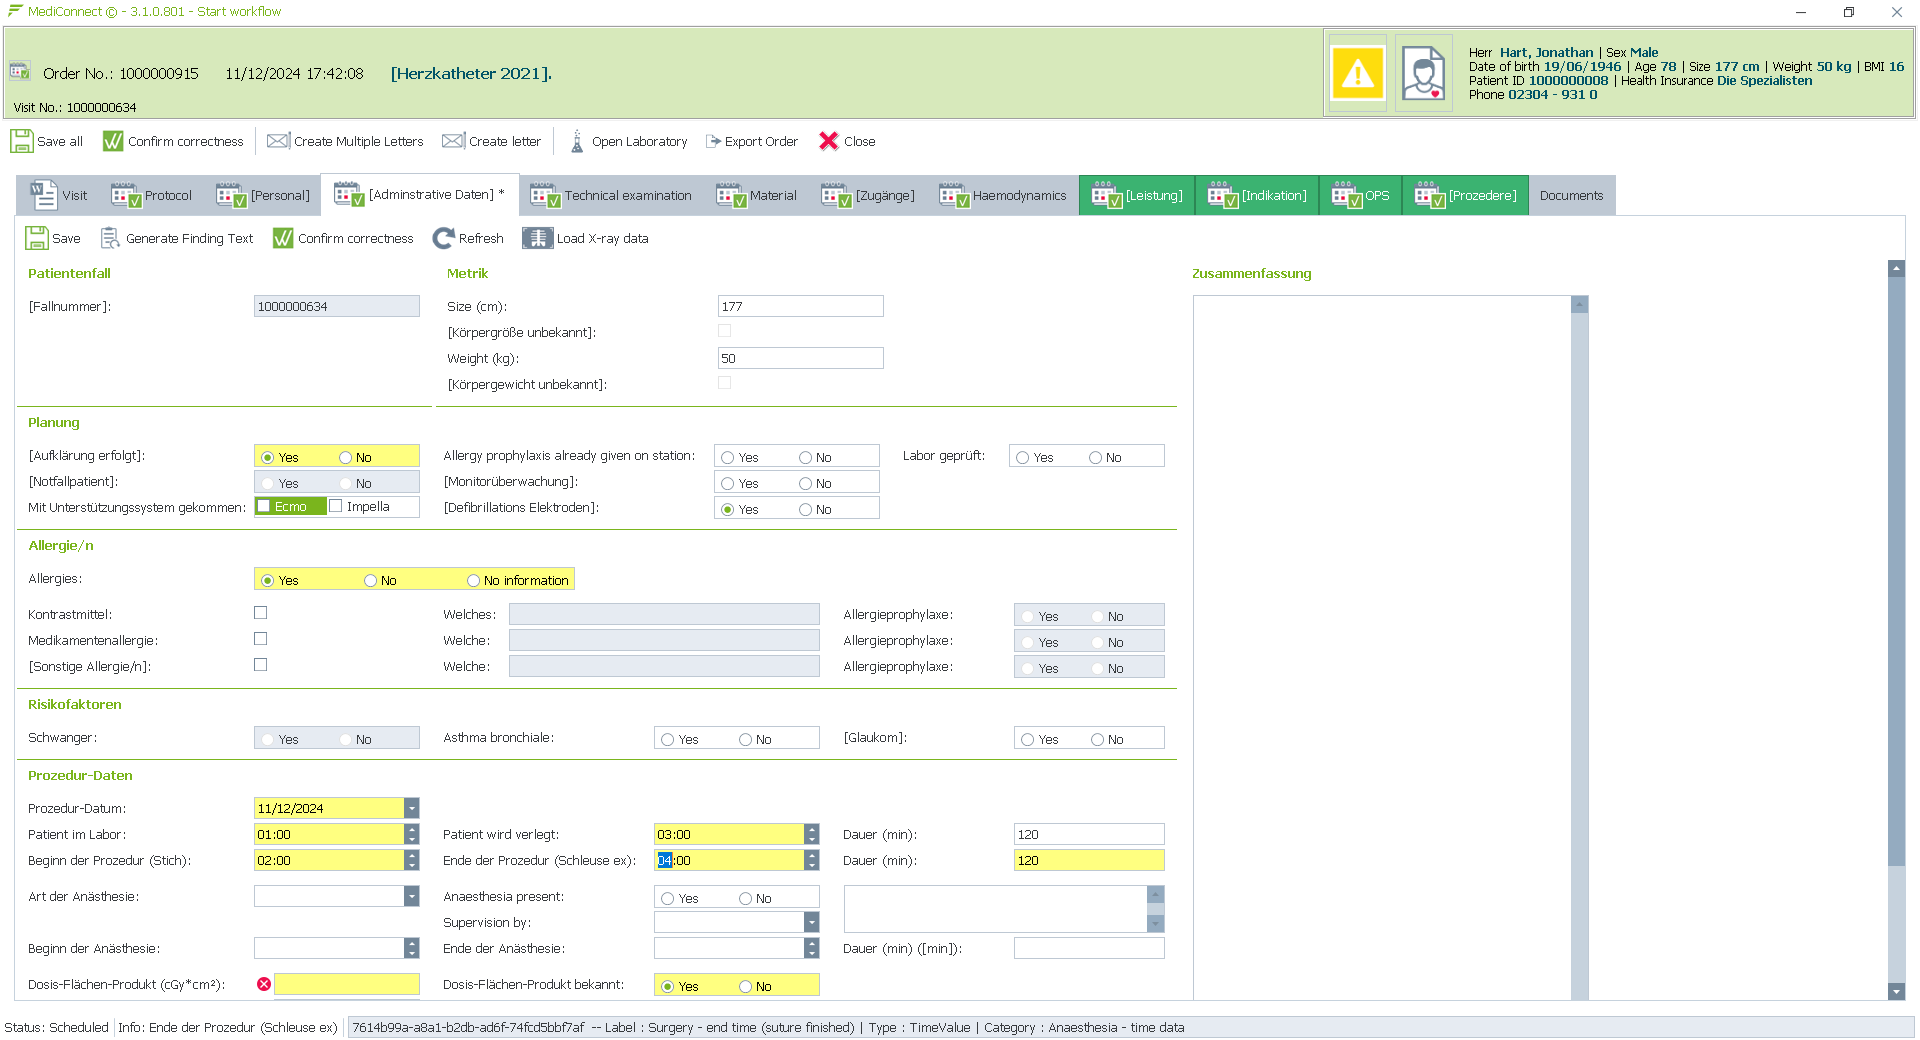 MediConnect © - 3.1.0.801 - Start workflow
Order No.: 1000000915 11/12/2024 17:42:08 [Herzkatheter 2021].
Visit No.: 1000000634
Herr Hart, Jonathan | Sex Male
Date of birth 19/06/1946 | Age 78 | Size 177 cm | Weight 50 kg | BMI 16
Patient ID 1000000008 | Health Insurance Die Spezialisten
Phone 02304 - 931 0
Save all Confirm correctness Create Multiple Letters Create letter Open Laboratory Export Order Close
Visit Protocol [Personal] [Adminstrative Daten] * Technical examination Material [Zugänge] Haemodynamics [Leistung] [Indikation] OPS [Prozedere] Documents
Save Generate Finding Text Confirm correctness Refresh Load X-ray data
Patientenfall Metrik Zusammenfassung
[Fallnummer]: 1000000634 Size (cm): 177
[Körpergröße unbekannt]:
Weight (kg): 50
[Körpergewicht unbekannt]:
Planung
[Aufklärung erfolgt]: Yes No Allergy prophylaxis already given on station: Yes No Labor geprüft: Yes No
[Notfallpatient]: Yes No [Monitorüberwachung]: Yes No
Mit Unterstützungssystem gekommen: Ecmo Impella [Defibrillations Elektroden]: Yes No
Allergie/n
Allergies: Yes No No information
Kontrastmittel: Welches: Allergieprophylaxe: Yes No
Medikamentenallergie: Welche: Allergieprophylaxe: Yes No
[Sonstige Allergie/n]: Welche: Allergieprophylaxe: Yes No
Risikofaktoren
Schwanger: Yes No Asthma bronchiale: Yes No [Glaukom]: Yes No
Prozedur-Daten
Prozedur-Datum: 11/12/2024
Patient im Labor: 01:00 Patient wird verlegt: 03:00 Dauer (min): 120
Beginn der Prozedur (Stich): 02:00 Ende der Prozedur (Schleuse ex): 04:00 Dauer (min): 120
Art der Anästhesie: Anaesthesia present: Yes No
Supervision by:
Beginn der Anästhesie: Ende der Anästhesie: Dauer (min) ([min]):
Dosis-Flächen-Produkt (cGy*cm²): Dosis-Flächen-Produkt bekannt: Yes No
Status: Scheduled Info: Ende der Prozedur (Schleuse ex) 7614b99a-a8a1-b2db-ad6f-74fcd5bbf7af -- Label : Surgery - end time (suture finished) | Type : TimeValue | Category : Anaesthesia - time data